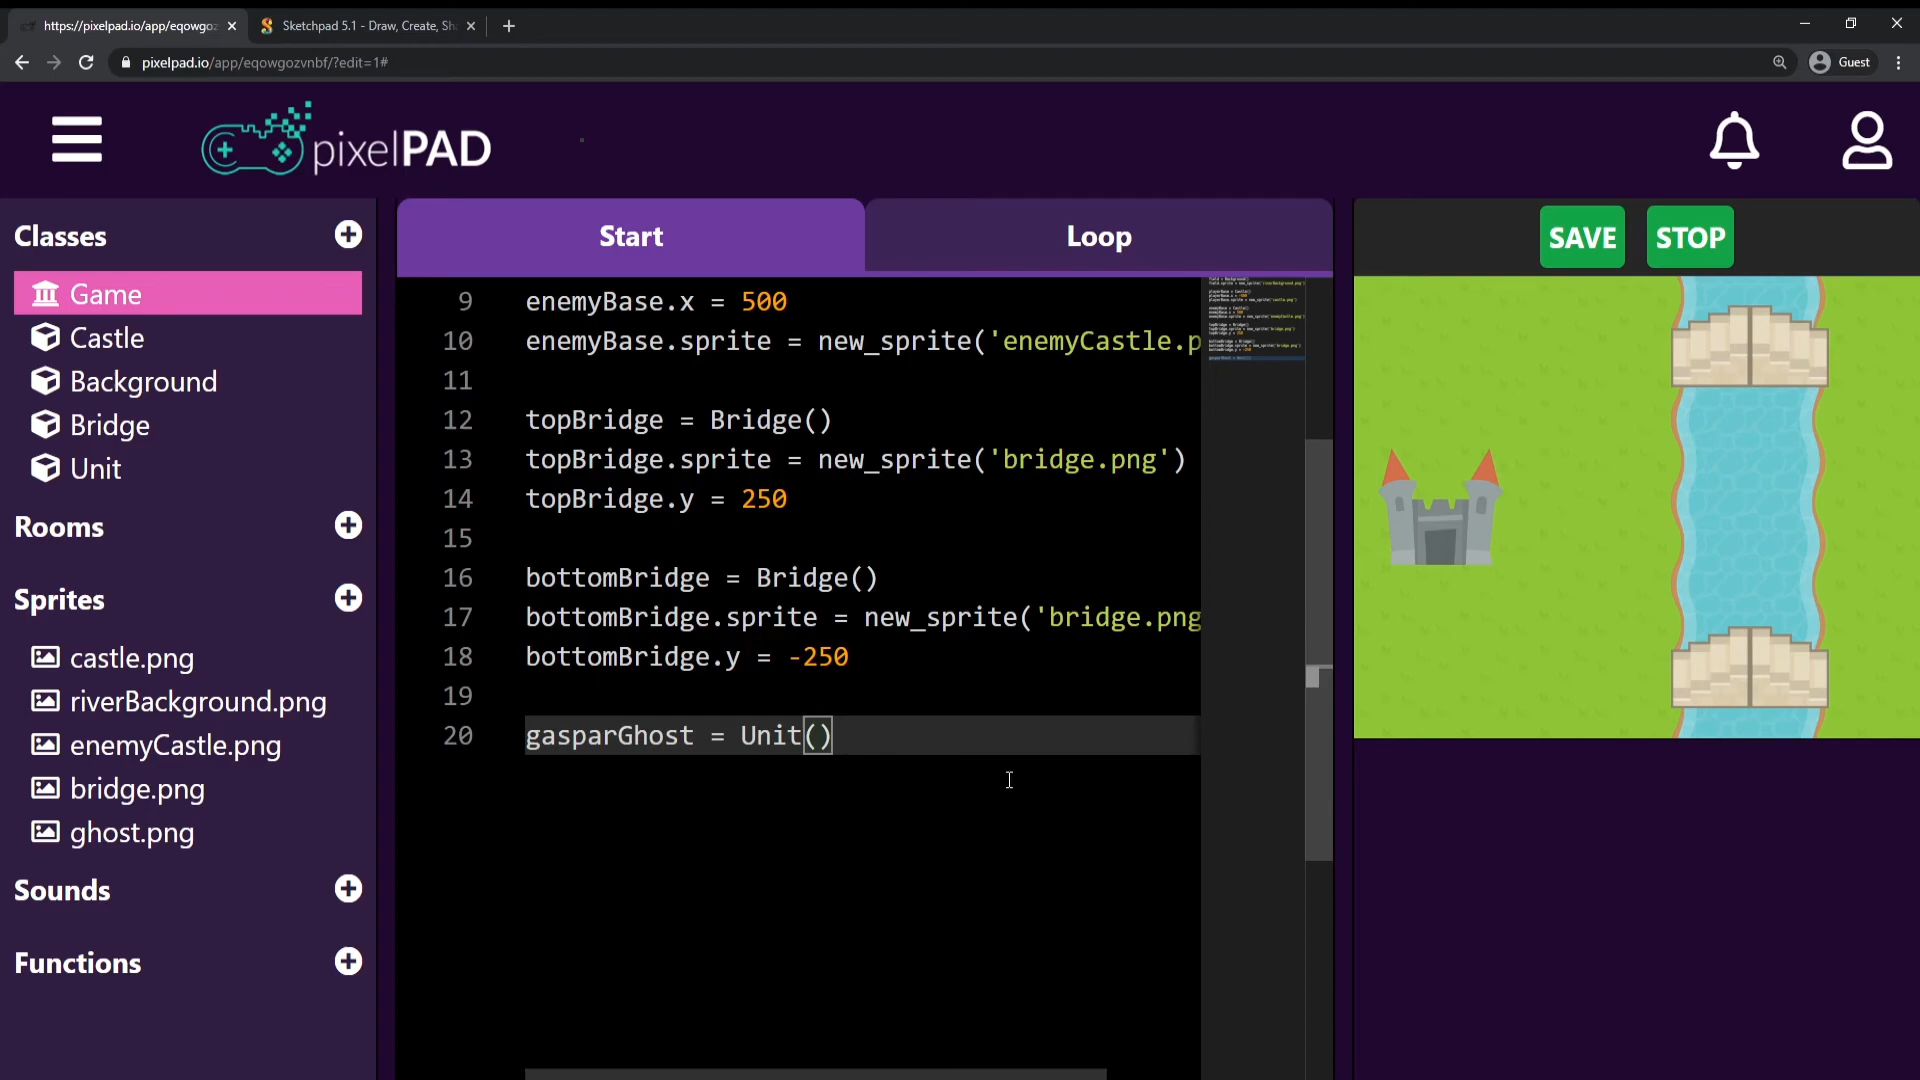 https://pixelpad.io/app/eqowgoz
Sketchpad 5.1 - Draw, Create, Sh
pixelpad.io/app/eqowgozvnbf/?edit=1#
Guest
pixelPAD
Classes
Game
Castle
Background
Bridge
Unit
Rooms
Sprites
castle.png
riverBackground.png
enemyCastle.png
bridge.png
ghost.png
Sounds
Functions
Start
Loop
9 enemyBase.x = 500
10 enemyBase.sprite = new_sprite('enemyCastle.p
11
12 topBridge = Bridge()
13 topBridge.sprite = new_sprite('bridge.png')
14 topBridge.y = 250
15
16 bottomBridge = Bridge()
17 bottomBridge.sprite = new_sprite('bridge.png
18 bottomBridge.y = -250
19
20 gasparGhost = Unit()
SAVE
STOP